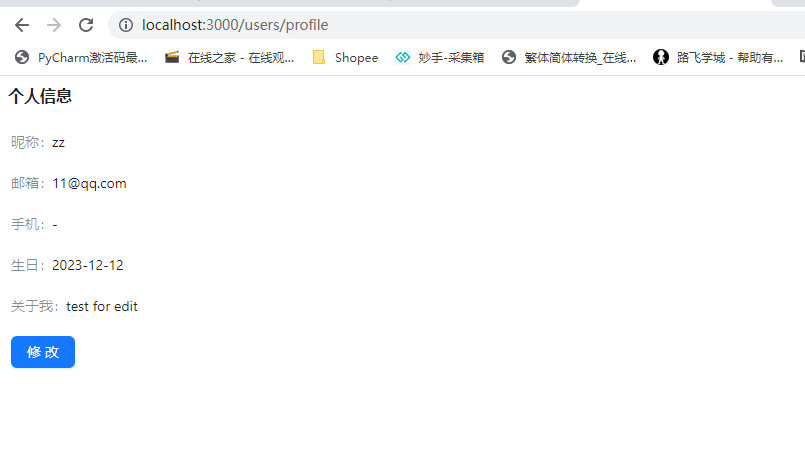 localhost:3000/users/profile
PyCharm激活码最... 在线之家 - 在线观... Shopee 妙手-采集箱 繁体简体转换_在线... 路飞学城 - 帮助有...
个人信息
昵称：zz
邮箱：11@qq.com
手机：-
生日：2023-12-12
关于我：test for edit
修 改